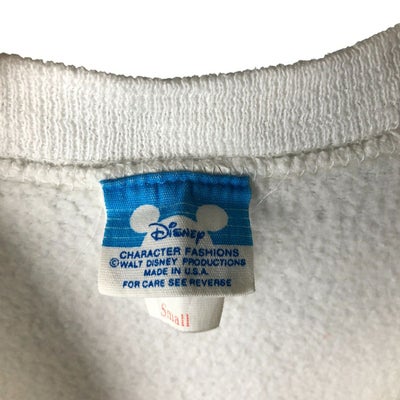 DISNEY
CHARACTER FASHIONS
©WALT DISNEY PRODUCTIONS
MADE IN U.S.A.
FOR CARE SEE REVERSE
Small